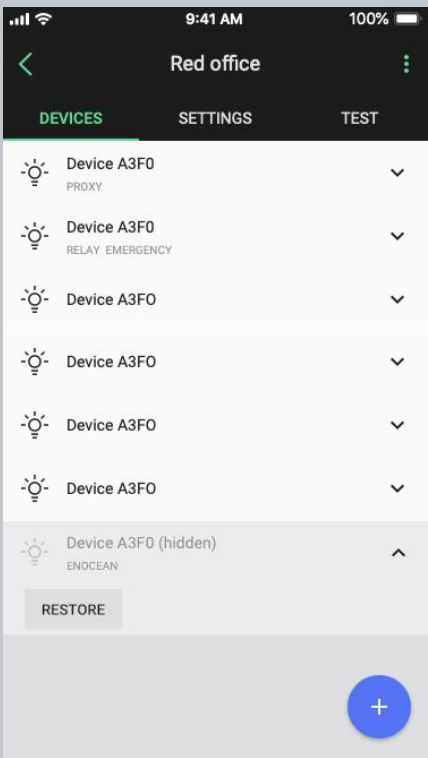 9:41 AM
100%
Red office
DEVICES
SETTINGS
TEST
Device A3F0
PROXY
Device A3F0
RELAY EMERGENCY
Device A3FO
Device A3FO
Device A3FO
Device A3FO
Device A3F0 (hidden)
ENOCEAN
RESTORE